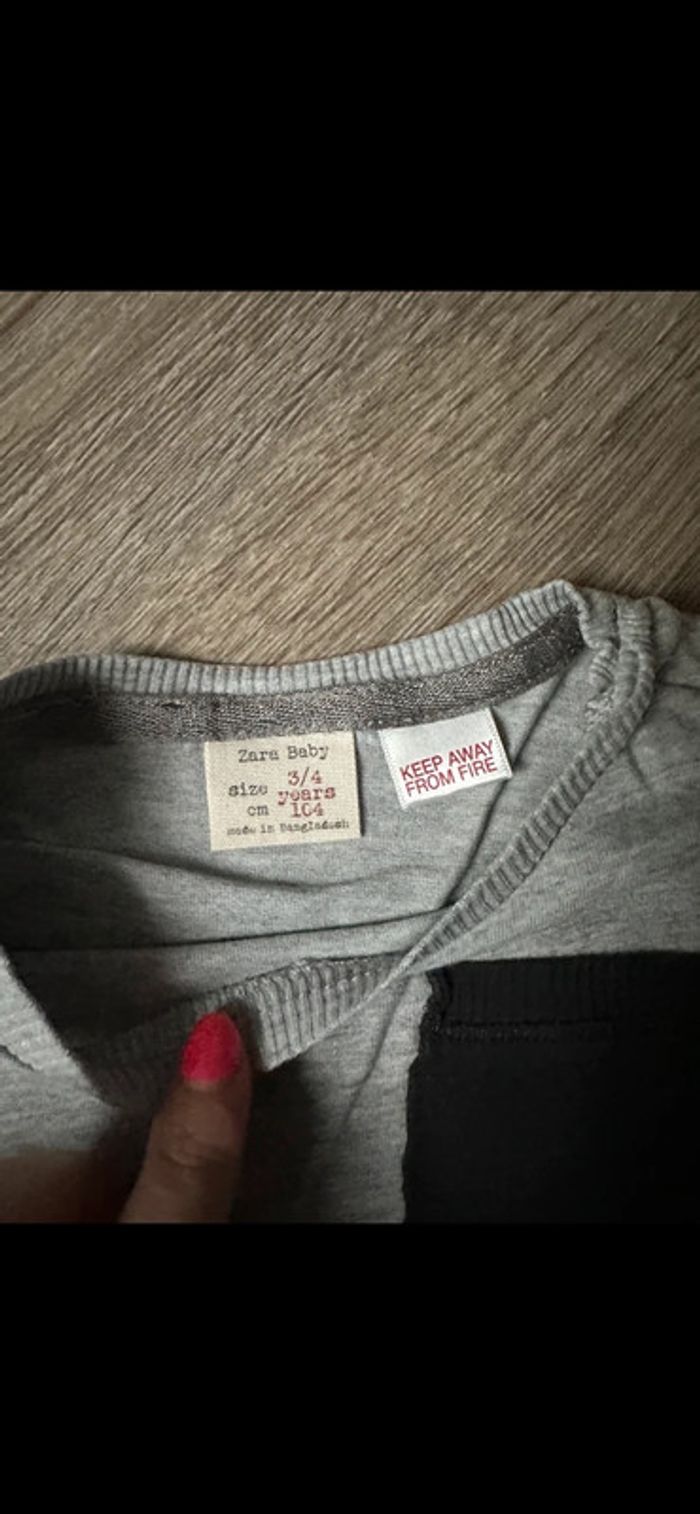 Zara Baby
size 3/4 years
cm 104
made in Bangladesh
KEEP AWAY
FROM FIRE